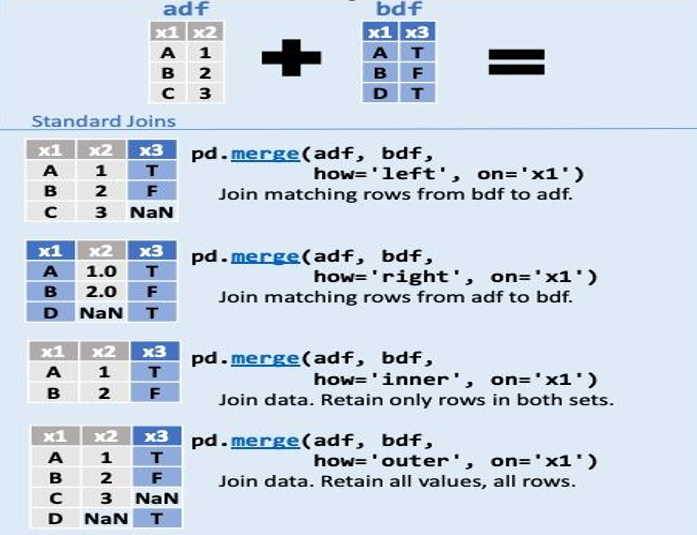 adf bdf
x1 x2 x1 x3
A 1 A T
B 2 B F
C 3 D T
Standard Joins
x1 x2 x3
A 1 T
B 2 F
C 3 NaN
pd.merge(adf, bdf,
how='left', on='x1')
Join matching rows from bdf to adf.
x1 x2 x3
A 1.0 T
B 2.0 F
D NaN T
pd.merge(adf, bdf,
how='right', on='x1')
Join matching rows from adf to bdf.
x1 x2 x3
A 1 T
B 2 F
pd.merge(adf, bdf,
how='inner', on='x1')
Join data. Retain only rows in both sets.
x1 x2 x3
A 1 T
B 2 F
C 3 NaN
D NaN T
pd.merge(adf, bdf,
how='outer', on='x1')
Join data. Retain all values, all rows.